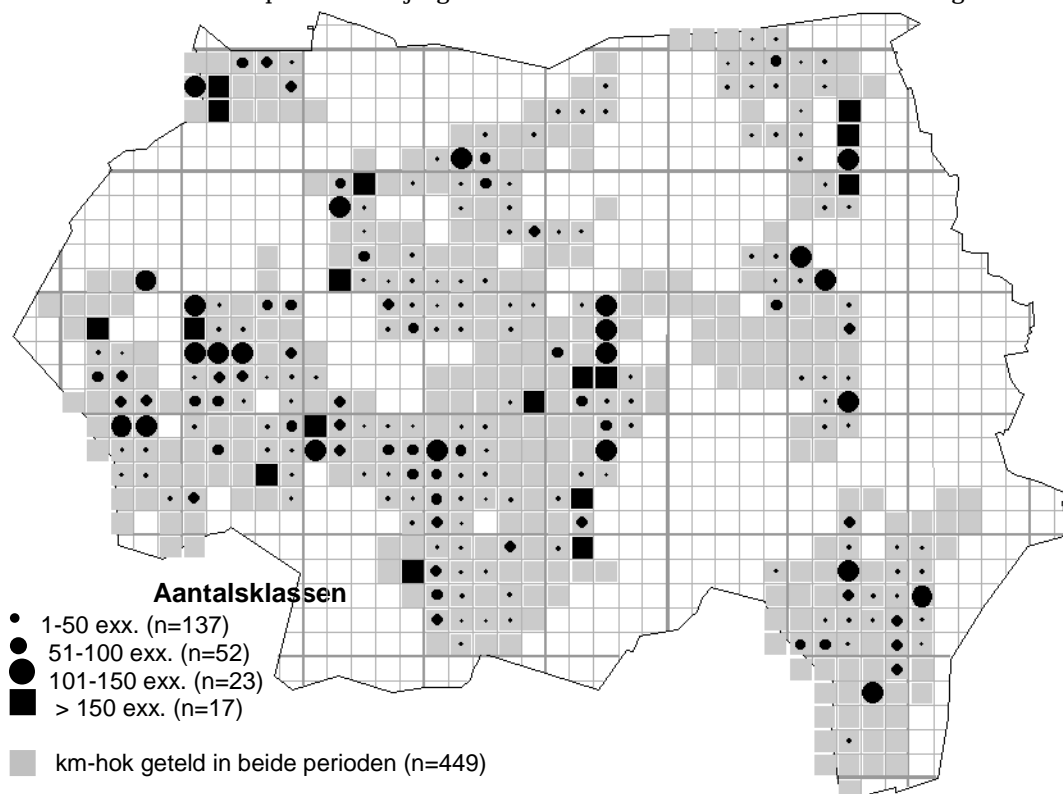 Aantalsklassen
1-50 exx. (n=137)
51-100 exx. (n=52)
101-150 exx. (n=23)
> 150 exx. (n=17)
km-hok geteld in beide perioden (n=449)